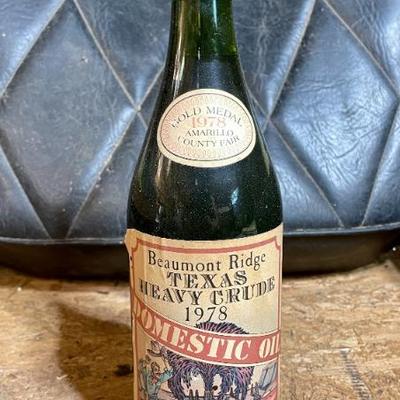 GOLD MEDAL
1978
AMARILLO
COUNTY FAIR
Beaumont Ridge
TEXAS
HEAVY CRUDE
1978
DOMESTIC OIL